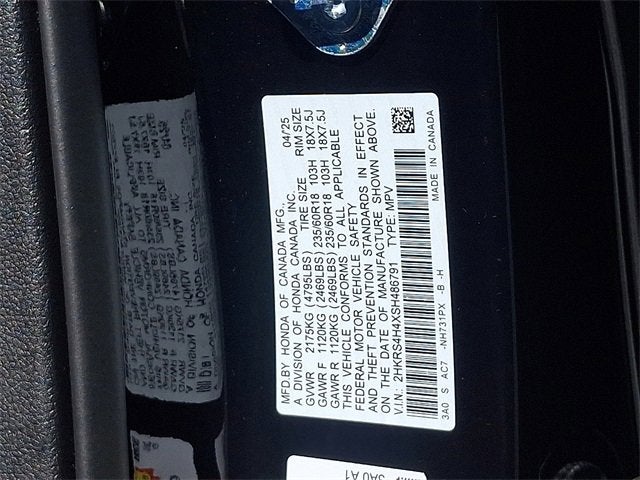 MFD.BY HONDA OF CANADA MFG., 04/25
A DIVISION OF HONDA CANADA INC.
GVWR 2175KG (4795LBS) TIRE SIZE RIM SIZE
GAWR F 1120KG (2469LBS) 235/60R18 103H 18X7.5J
GAWR R 1120KG (2469LBS) 235/60R18 103H 18X7.5J
THIS VEHICLE CONFORMS TO ALL APPLICABLE
FEDERAL MOTOR VEHICLE SAFETY
AND THEFT PREVENTION STANDARDS IN EFFECT
ON THE DATE OF MANUFACTURE SHOWN ABOVE.
V.I.N.: 2HKRS4H4XSH486791 TYPE: MPV
3A0 S AC7 -NH731PX -B -H MADE IN CANADA
3A0A1